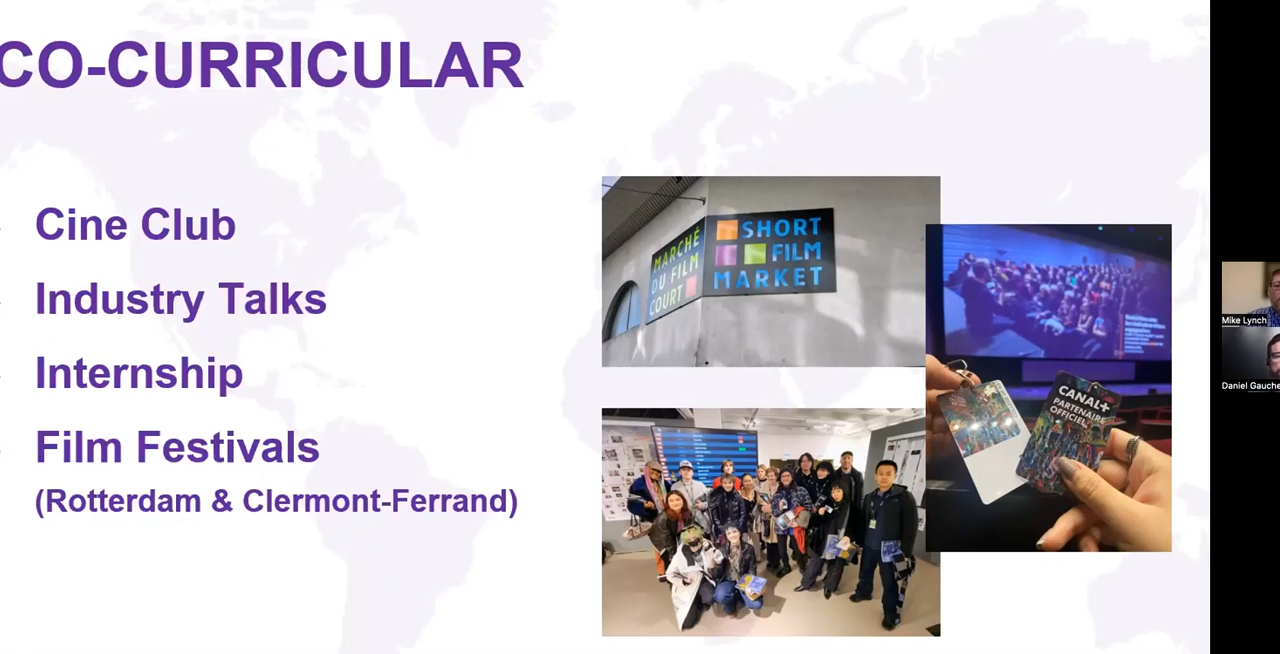 CO-CURRICULAR
Cine Club
Industry Talks
Internship
Film Festivals
(Rotterdam & Clermont-Ferrand)
MARCHÉ
DU FILM
COURT
SHORT
FILM
MARKET
CANAL+
PARTENAIRE
OFFICIEL
Mike Lynch
Daniel Gauche